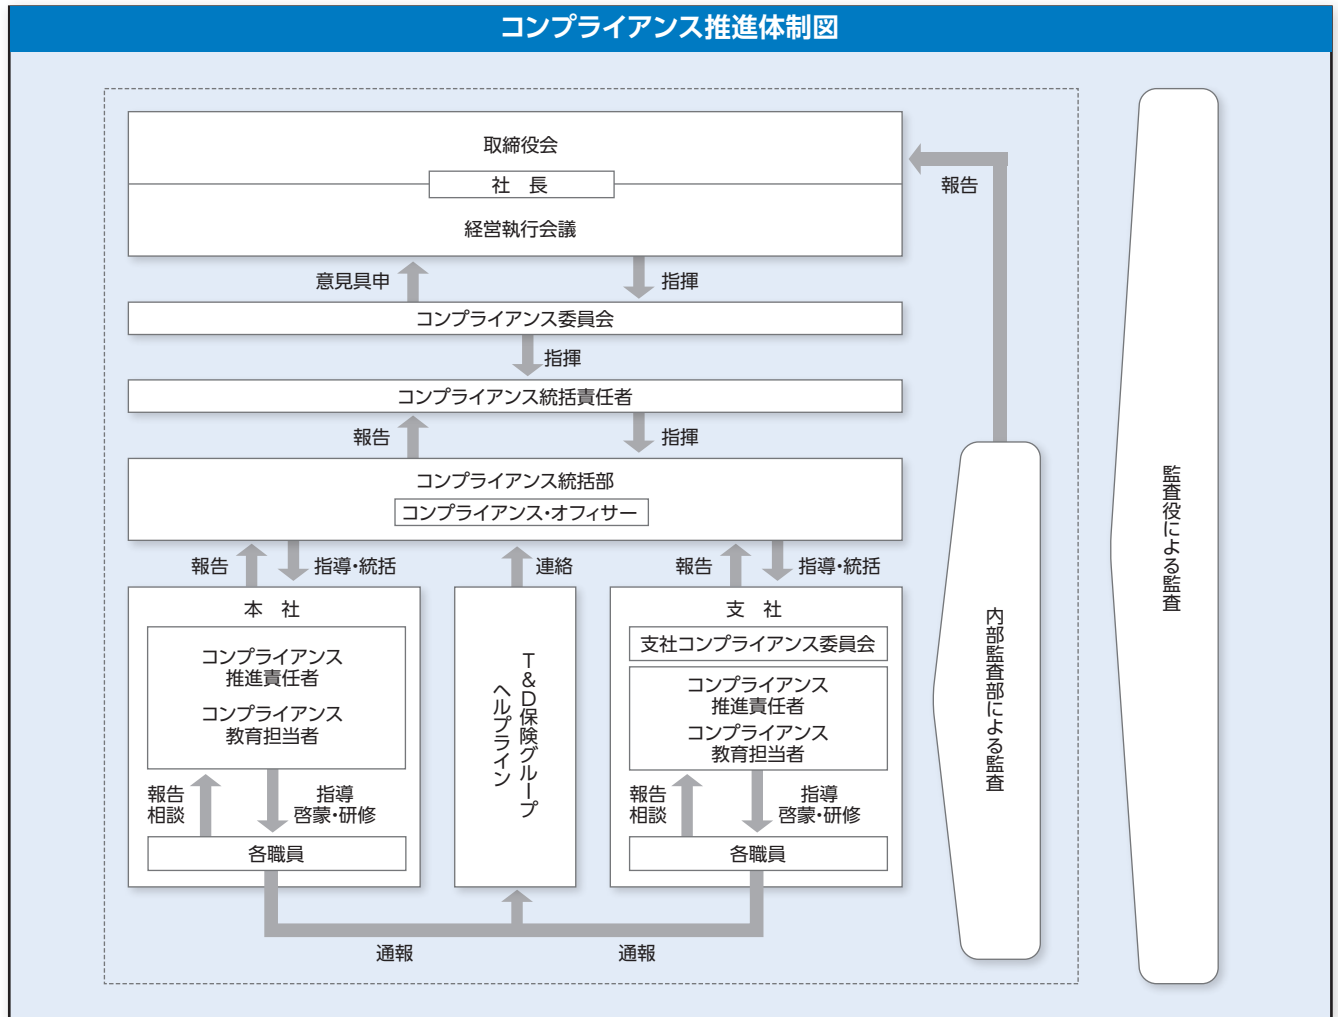 コンプライアンス推進体制図
取締役会
社　長
経営執行会議
報告
意見具申
指揮
コンプライアンス委員会
指揮
コンプライアンス統括責任者
報告
指揮
コンプライアンス統括部
コンプライアンス・オフィサー
報告
指導・統括
連絡
報告
指導・統括
本　社
コンプライアンス
推進責任者
コンプライアンス
教育担当者
報告
相談
指導
啓蒙・研修
各職員
T&D保険グループ
ヘルプライン
支　社
支社コンプライアンス委員会
コンプライアンス
推進責任者
コンプライアンス
教育担当者
報告
相談
指導
啓蒙・研修
各職員
通報
通報
内部監査部による監査
監査役による監査